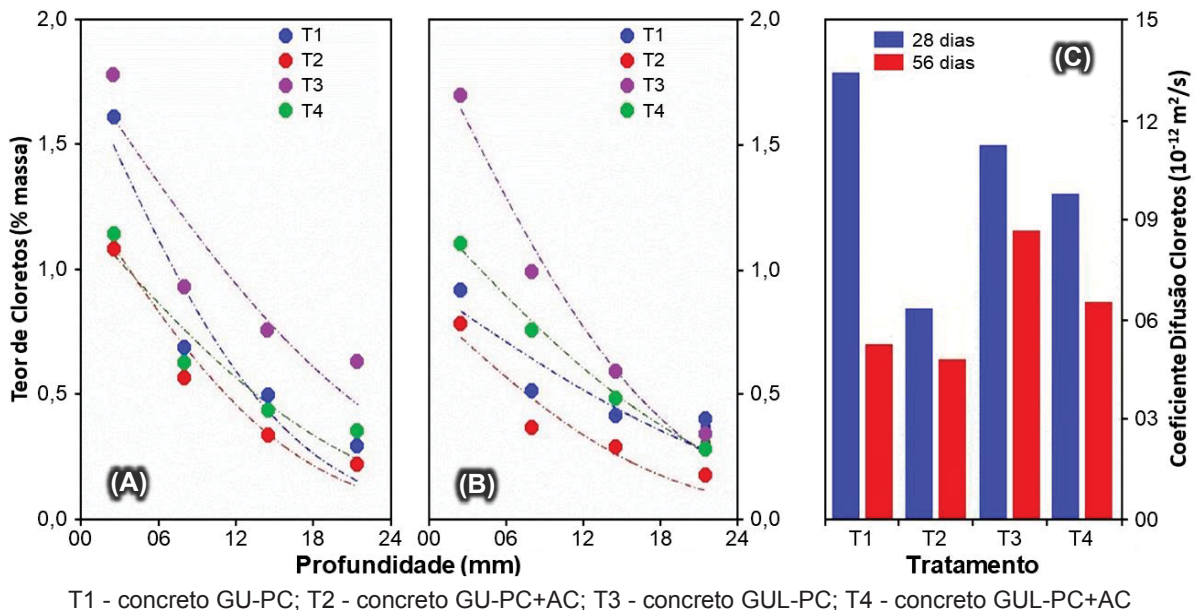 2,0
1,5
1,0
0,5
0,0
Teor de Cloretos (% massa)
T1
T2
T3
T4
(A)
00 06 12 18 24
T1
T2
T3
T4
(B)
00 06 12 18 24
2,0
1,5
1,0
0,5
0,0
Profundidade (mm)
28 dias
56 dias
(C)
15
12
09
06
03
00
Coeficiente Difusão Cloretos (10⁻¹² m²/s)
T1 T2 T3 T4
Tratamento
T1 - concreto GU-PC; T2 - concreto GU-PC+AC; T3 - concreto GUL-PC; T4 - concreto GUL-PC+AC